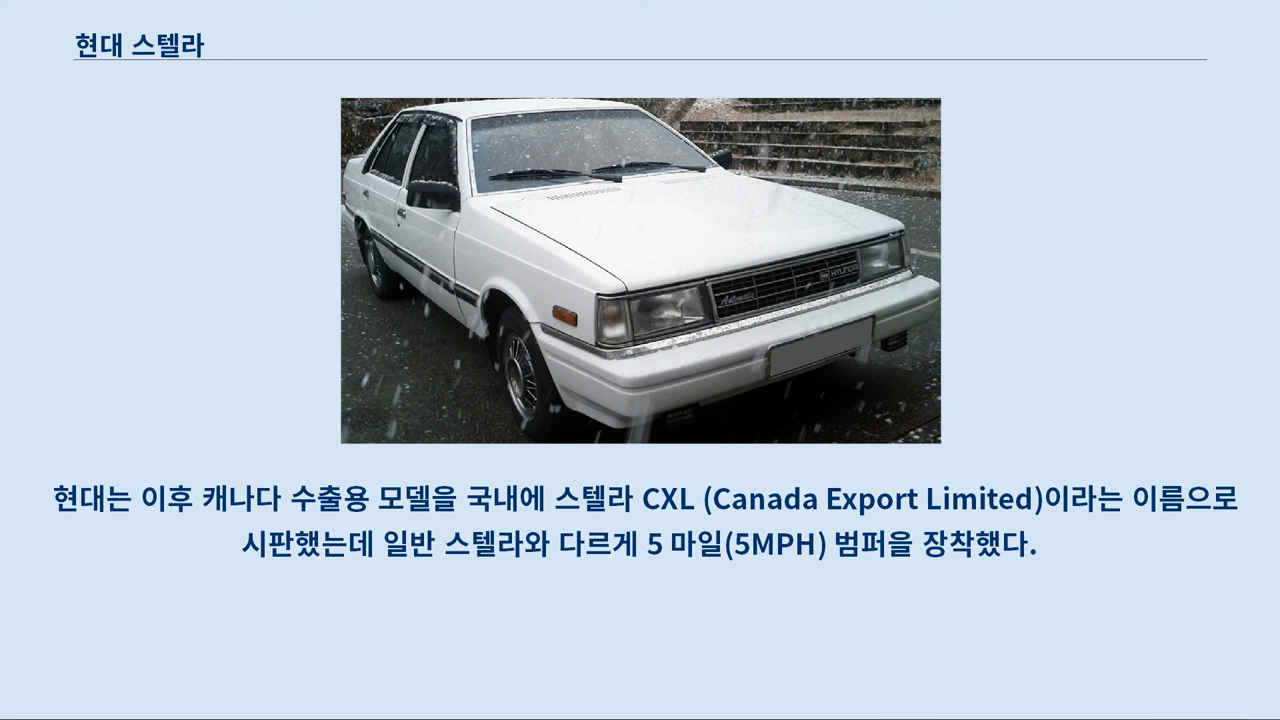 현대 스텔라
Automatic
HYUNDAI
현대는 이후 캐나다 수출용 모델을 국내에 스텔라 CXL (Canada Export Limited)이라는 이름으로
시판했는데 일반 스텔라와 다르게 5 마일(5MPH) 범퍼을 장착했다.